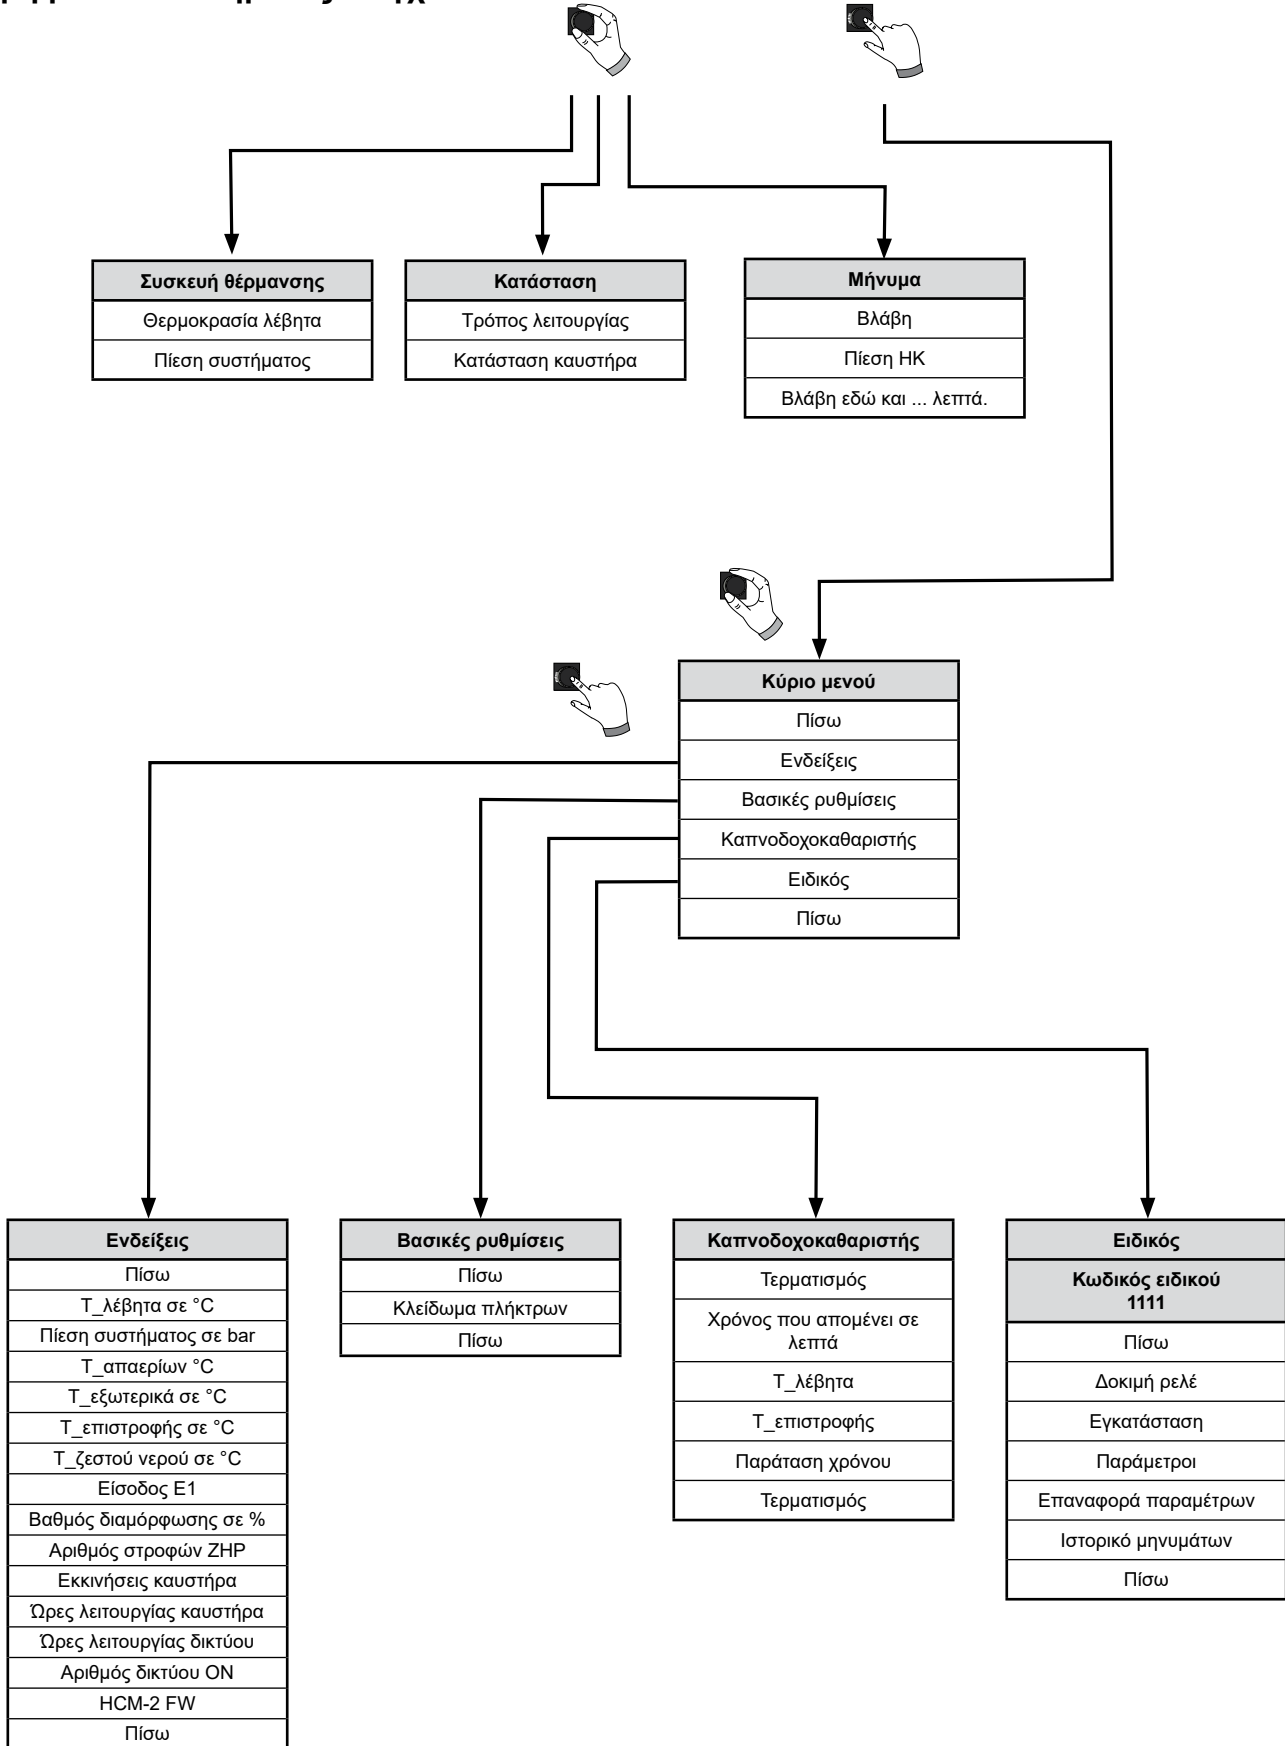 Συσκευή θέρμανσης
Θερμοκρασία λέβητα
Πίεση συστήματος
Κατάσταση
Τρόπος λειτουργίας
Κατάσταση καυστήρα
Μήνυμα
Βλάβη
Πίεση HK
Βλάβη εδώ και ... λεπτά.
Κύριο μενού
Πίσω
Ενδείξεις
Βασικές ρυθμίσεις
Καπνοδοχοκαθαριστής
Ειδικός
Πίσω
Ενδείξεις
Πίσω
T_λέβητα σε °C
Πίεση συστήματος σε bar
T_απαερίων °C
T_εξωτερικά σε °C
T_επιστροφής σε °C
T_ζεστού νερού σε °C
Είσοδος E1
Βαθμός διαμόρφωσης σε %
Αριθμός στροφών ZHP
Εκκινήσεις καυστήρα
Ώρες λειτουργίας καυστήρα
Ώρες λειτουργίας δικτύου
Αριθμός δικτύου ON
HCM-2 FW
Πίσω
Βασικές ρυθμίσεις
Πίσω
Κλείδωμα πλήκτρων
Πίσω
Καπνοδοχοκαθαριστής
Τερματισμός
Χρόνος που απομένει σε
λεπτά
T_λέβητα
T_επιστροφής
Παράταση χρόνου
Τερματισμός
Ειδικός
Κωδικός ειδικού
1111
Πίσω
Δοκιμή ρελέ
Εγκατάσταση
Παράμετροι
Επαναφορά παραμέτρων
Ιστορικό μηνυμάτων
Πίσω